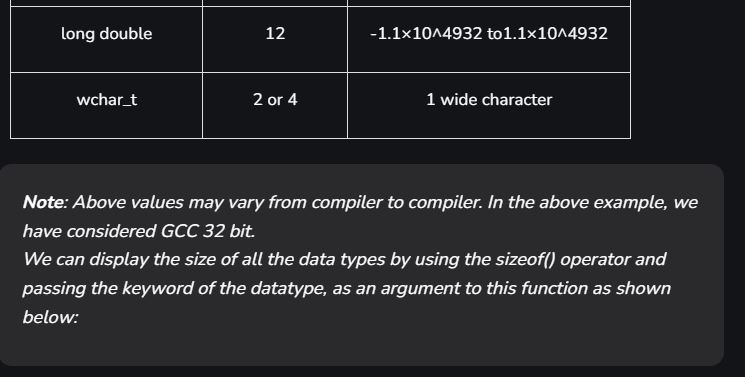 long double 12 -1.1×10^4932 to1.1×10^4932
wchar_t 2 or 4 1 wide character
Note: Above values may vary from compiler to compiler. In the above example, we
have considered GCC 32 bit.
We can display the size of all the data types by using the sizeof() operator and
passing the keyword of the datatype, as an argument to this function as shown
below: